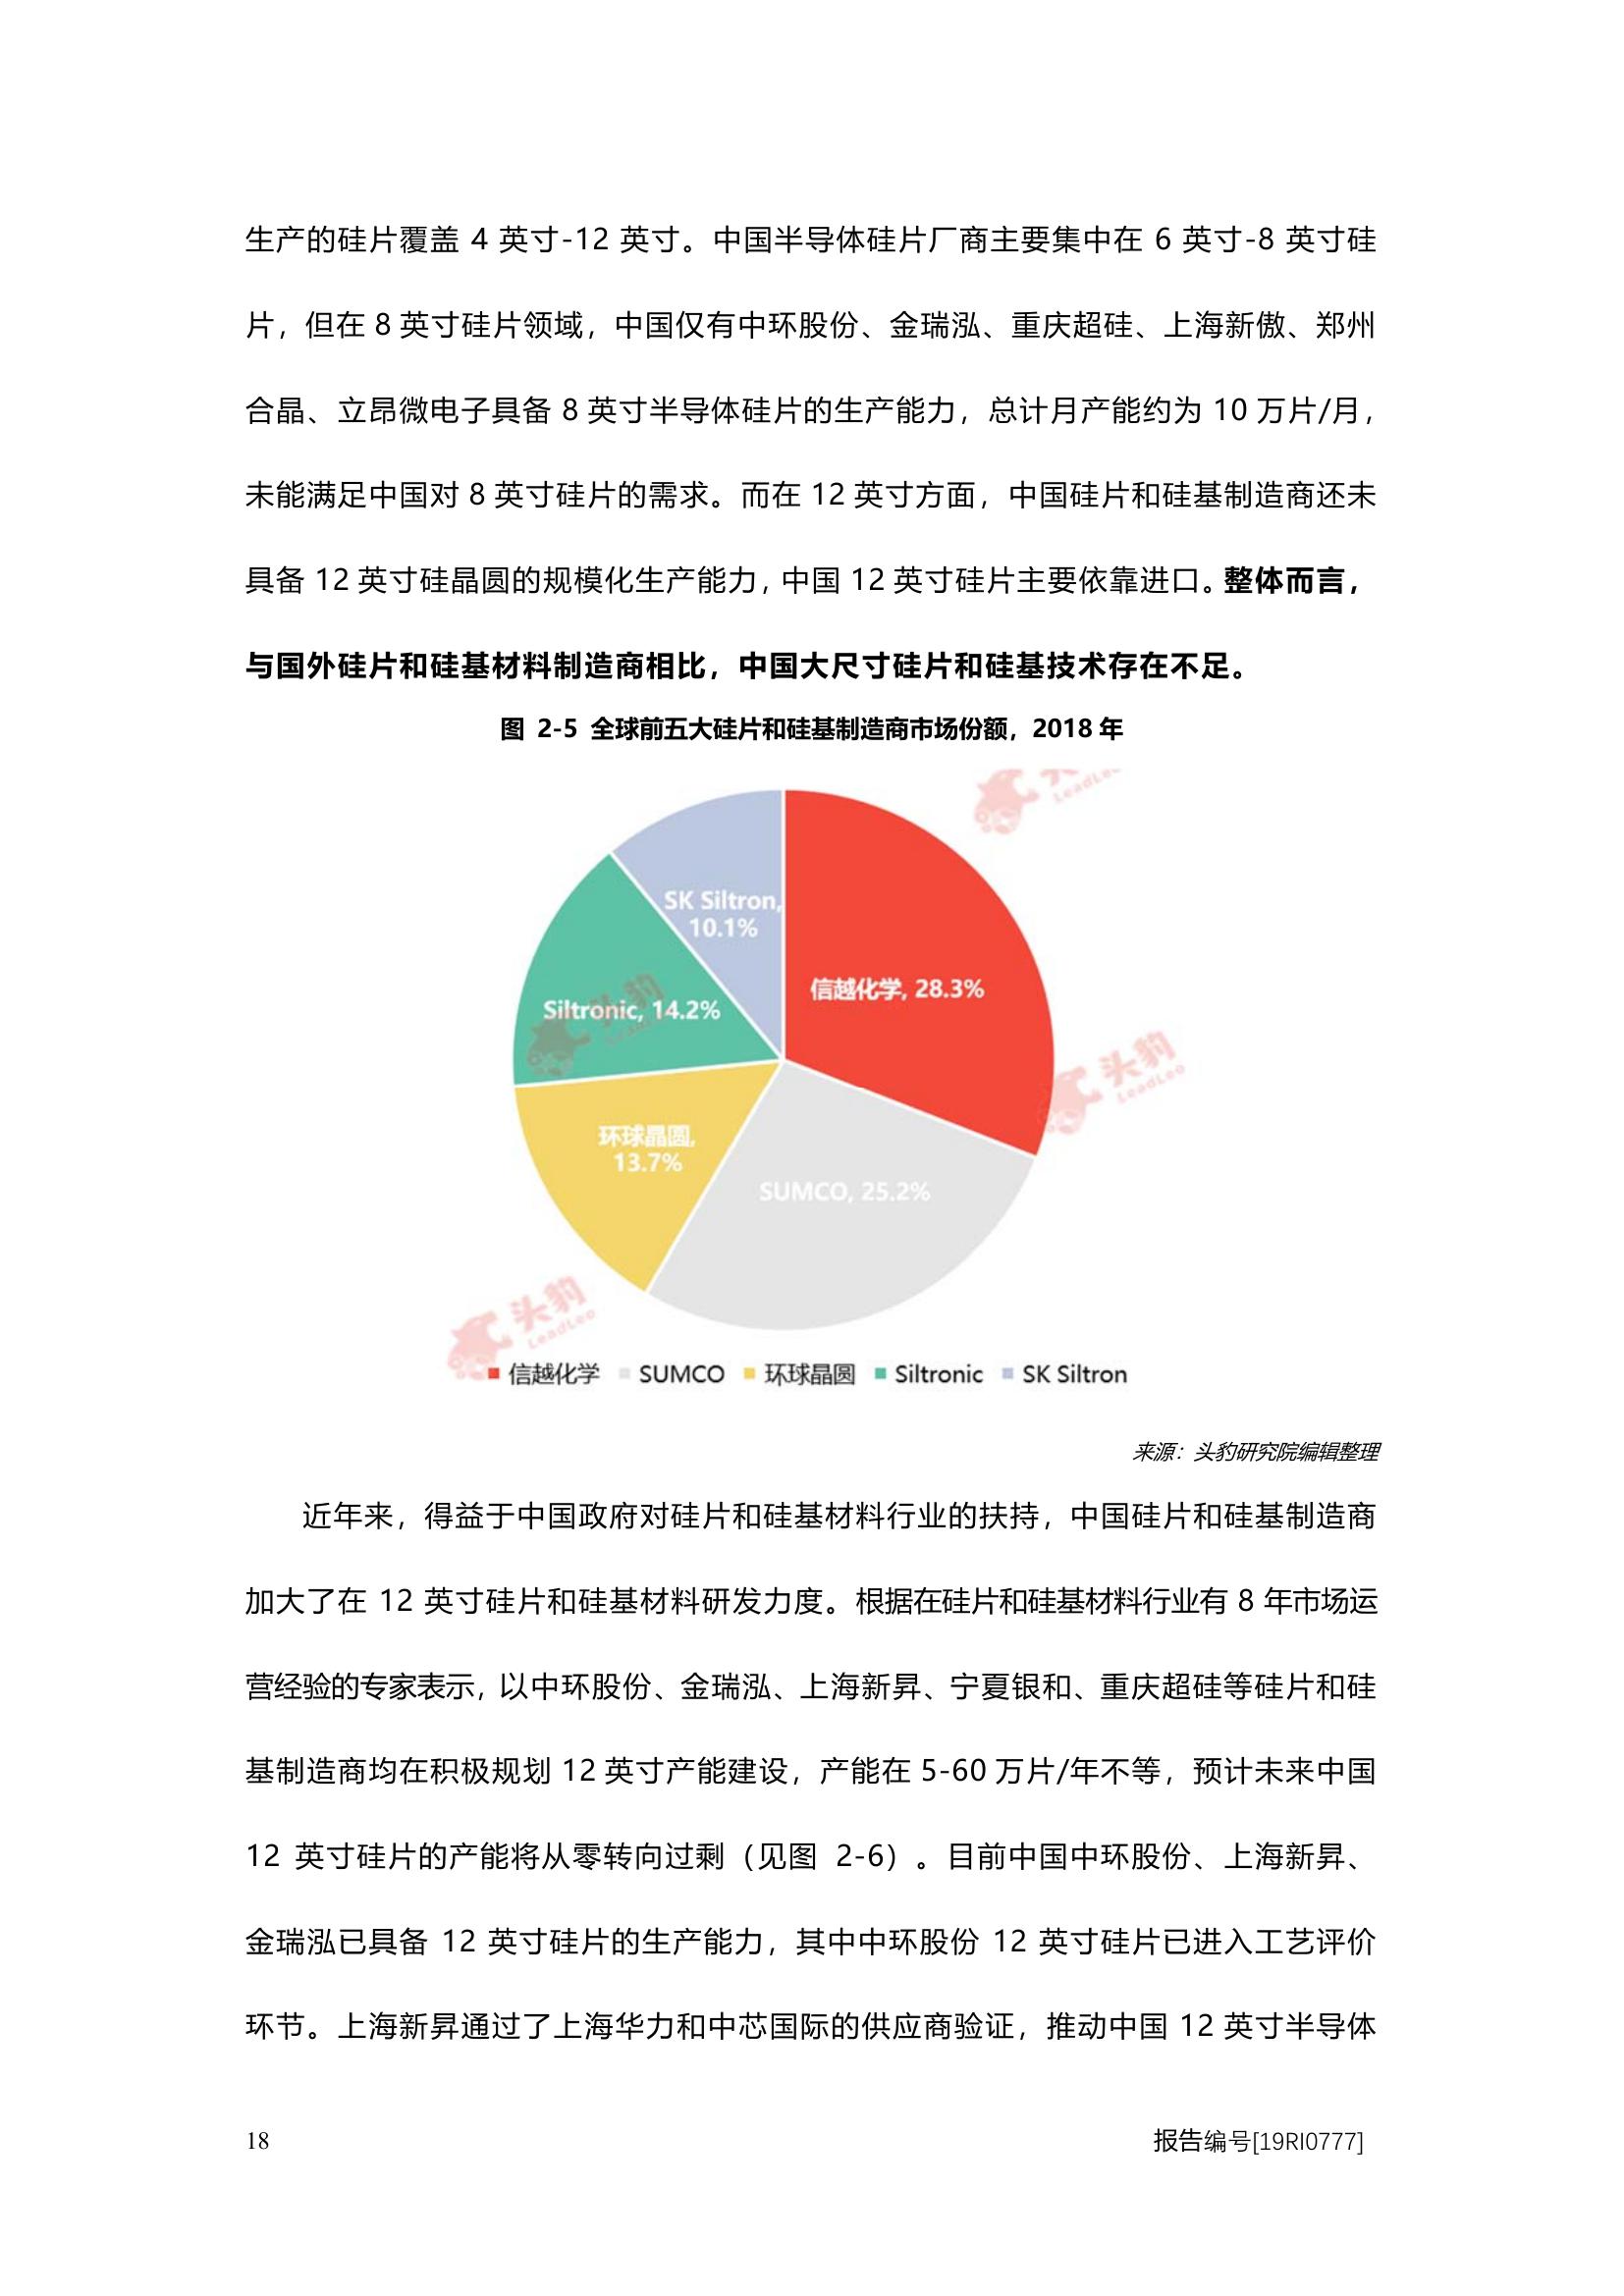 生产的硅片覆盖 4 英寸-12 英寸。中国半导体硅片厂商主要集中在 6 英寸-8 英寸硅
片，但在 8 英寸硅片领域，中国仅有中环股份、金瑞泓、重庆超硅、上海新傲、郑州
合晶、立昂微电子具备 8 英寸半导体硅片的生产能力，总计月产能约为 10 万片/月，
未能满足中国对 8 英寸硅片的需求。而在 12 英寸方面，中国硅片和硅基制造商还未
具备 12 英寸硅晶圆的规模化生产能力，中国 12 英寸硅片主要依靠进口。整体而言，
与国外硅片和硅基材料制造商相比，中国大尺寸硅片和硅基技术存在不足。
图 2-5 全球前五大硅片和硅基制造商市场份额，2018 年
头豹
LeadLeo
SK Siltron,
10.1%
信越化学, 28.3%
Siltronic, 14.2%
头豹
LeadLeo
头豹
LeadLeo
环球晶圆,
13.7%
SUMCO, 25.2%
头豹
LeadLeo
信越化学 SUMCO 环球晶圆 Siltronic SK Siltron
来源：头豹研究院编辑整理
近年来，得益于中国政府对硅片和硅基材料行业的扶持，中国硅片和硅基制造商
加大了在 12 英寸硅片和硅基材料研发力度。根据在硅片和硅基材料行业有 8 年市场运
营经验的专家表示，以中环股份、金瑞泓、上海新昇、宁夏银和、重庆超硅等硅片和硅
基制造商均在积极规划 12 英寸产能建设，产能在 5-60 万片/年不等，预计未来中国
12 英寸硅片的产能将从零转向过剩（见图 2-6）。目前中国中环股份、上海新昇、
金瑞泓已具备 12 英寸硅片的生产能力，其中中环股份 12 英寸硅片已进入工艺评价
环节。上海新昇通过了上海华力和中芯国际的供应商验证，推动中国 12 英寸半导体
18 报告编号[19RI0777]